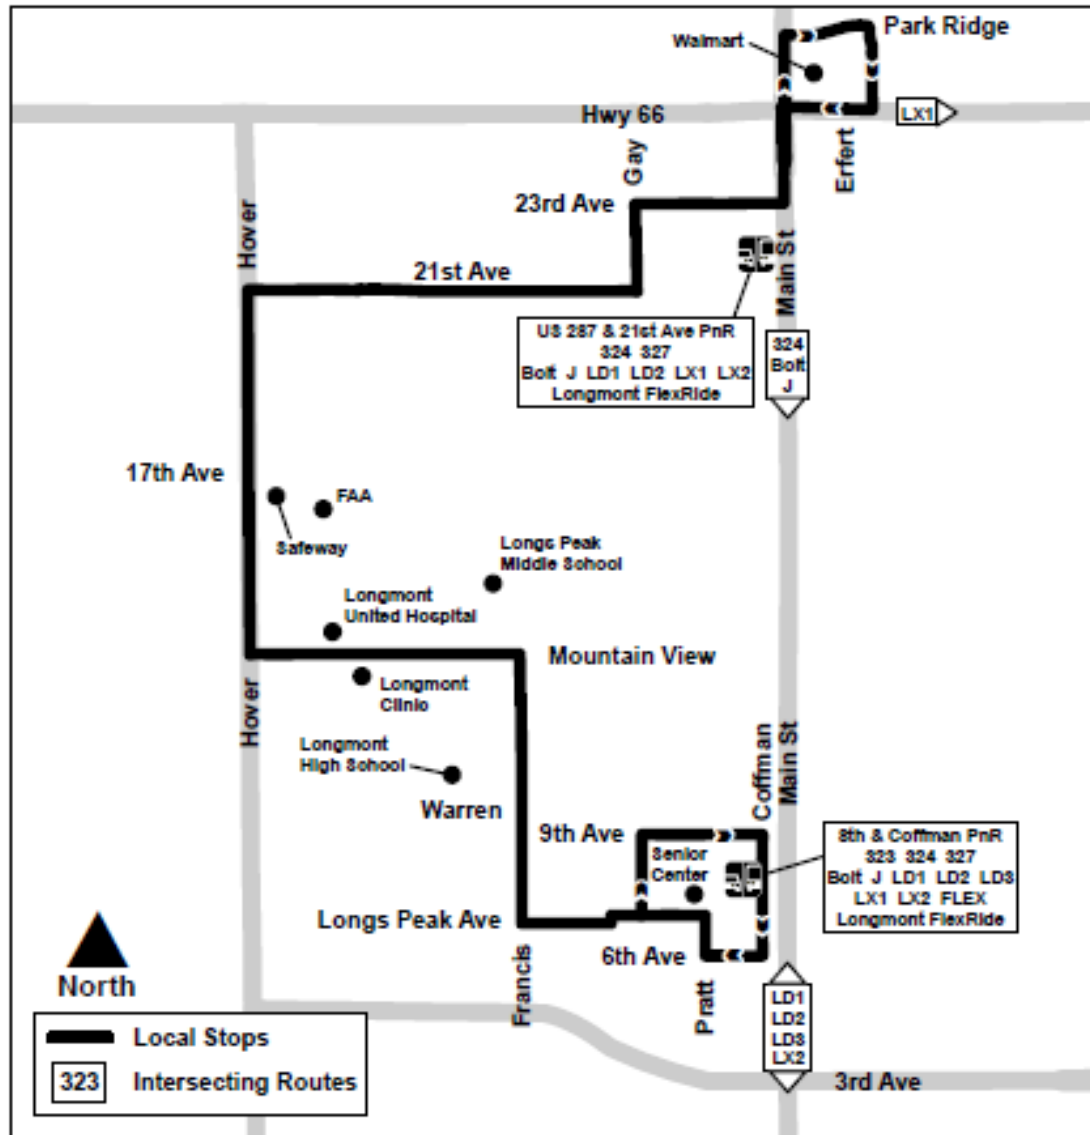 Park Ridge
Walmart
Hwy 66
LX1
Gay
Erfert
23rd Ave
Hover
21st Ave
Main St
US 287 & 21st Ave PnR
324 327
Bolt J LD1 LD2 LX1 LX2
Longmont FlexRide
324
Bolt
J
17th Ave
FAA
Safeway
Longs Peak
Middle School
Longmont
United Hospital
Mountain View
Longmont
Clinic
Hover
Longmont
High School
Warren
Coffman
Main St
9th Ave
Senior
Center
8th & Coffman PnR
323 324 327
Bolt J LD1 LD2 LD3
LX1 LX2 FLEX
Longmont FlexRide
Longs Peak Ave
6th Ave
Francis
Pratt
North
LD1
LD2
LD3
LX2
Local Stops
323 Intersecting Routes
3rd Ave